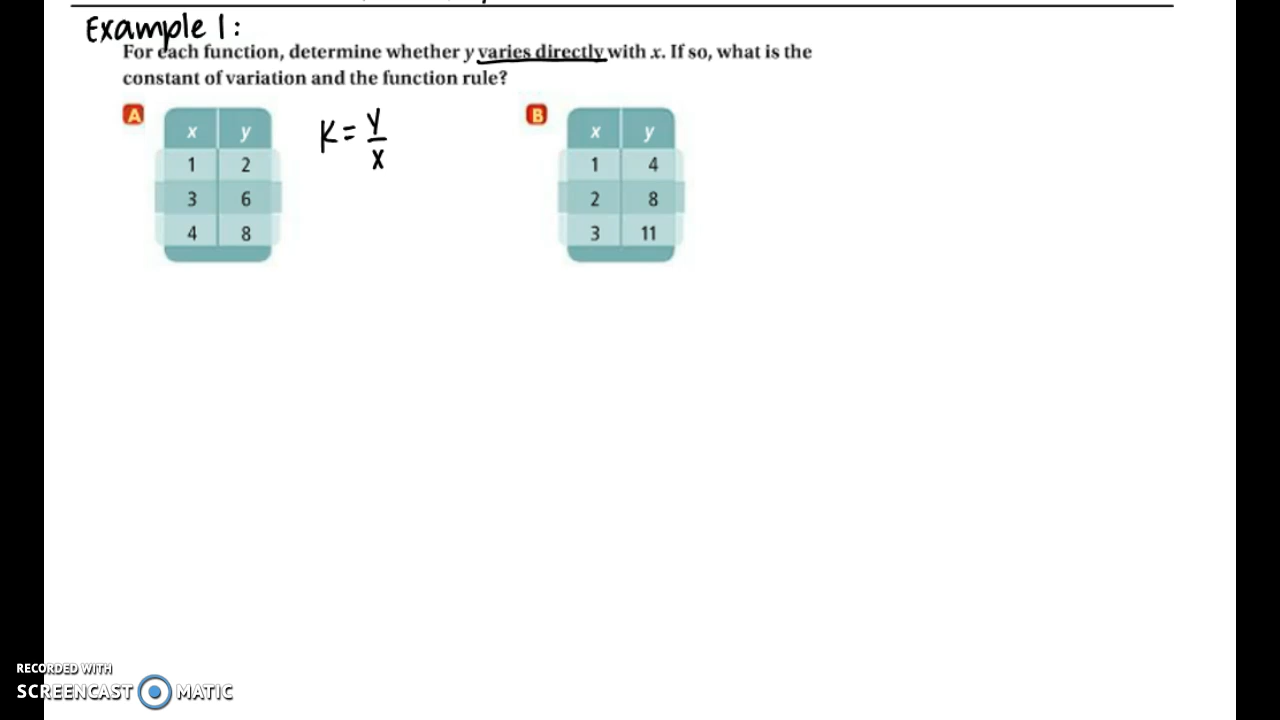 Example 1:
For each function, determine whether y varies directly with x. If so, what is the
constant of variation and the function rule?
A
x y
1 2
3 6
4 8
K = y/x
B
x y
1 4
2 8
3 11
RECORDED WITH
SCREENCAST MATIC